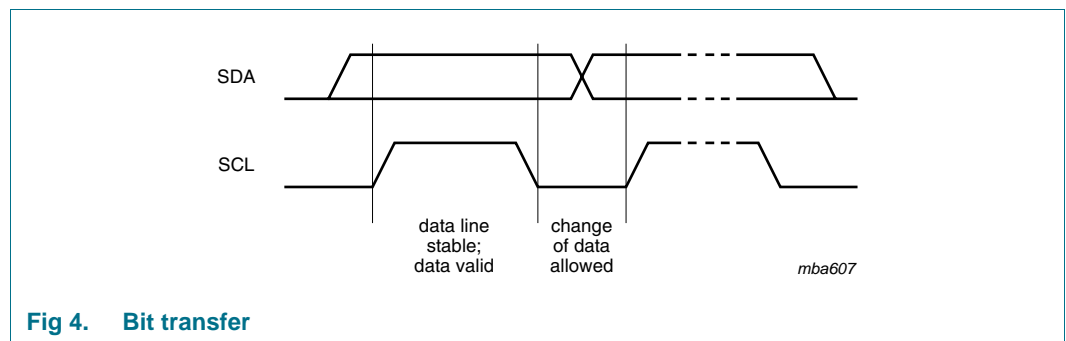 SDA
SCL
data line
stable;
data valid
change
of data
allowed
mba607
Fig 4. Bit transfer